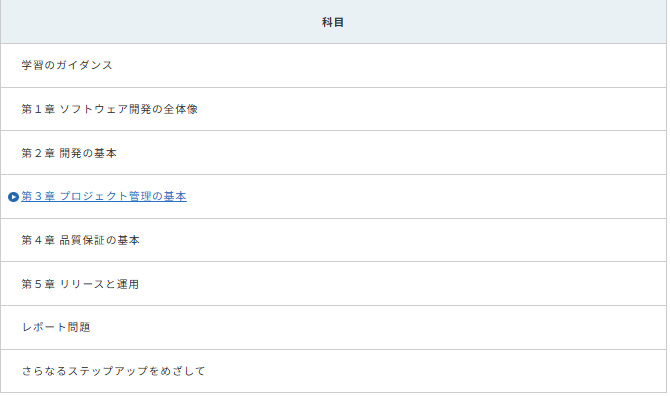 科目
学習のガイダンス
第１章 ソフトウェア開発の全体像
第２章 開発の基本
第３章 プロジェクト管理の基本
第４章 品質保証の基本
第５章 リリースと運用
レポート問題
さらなるステップアップをめざして